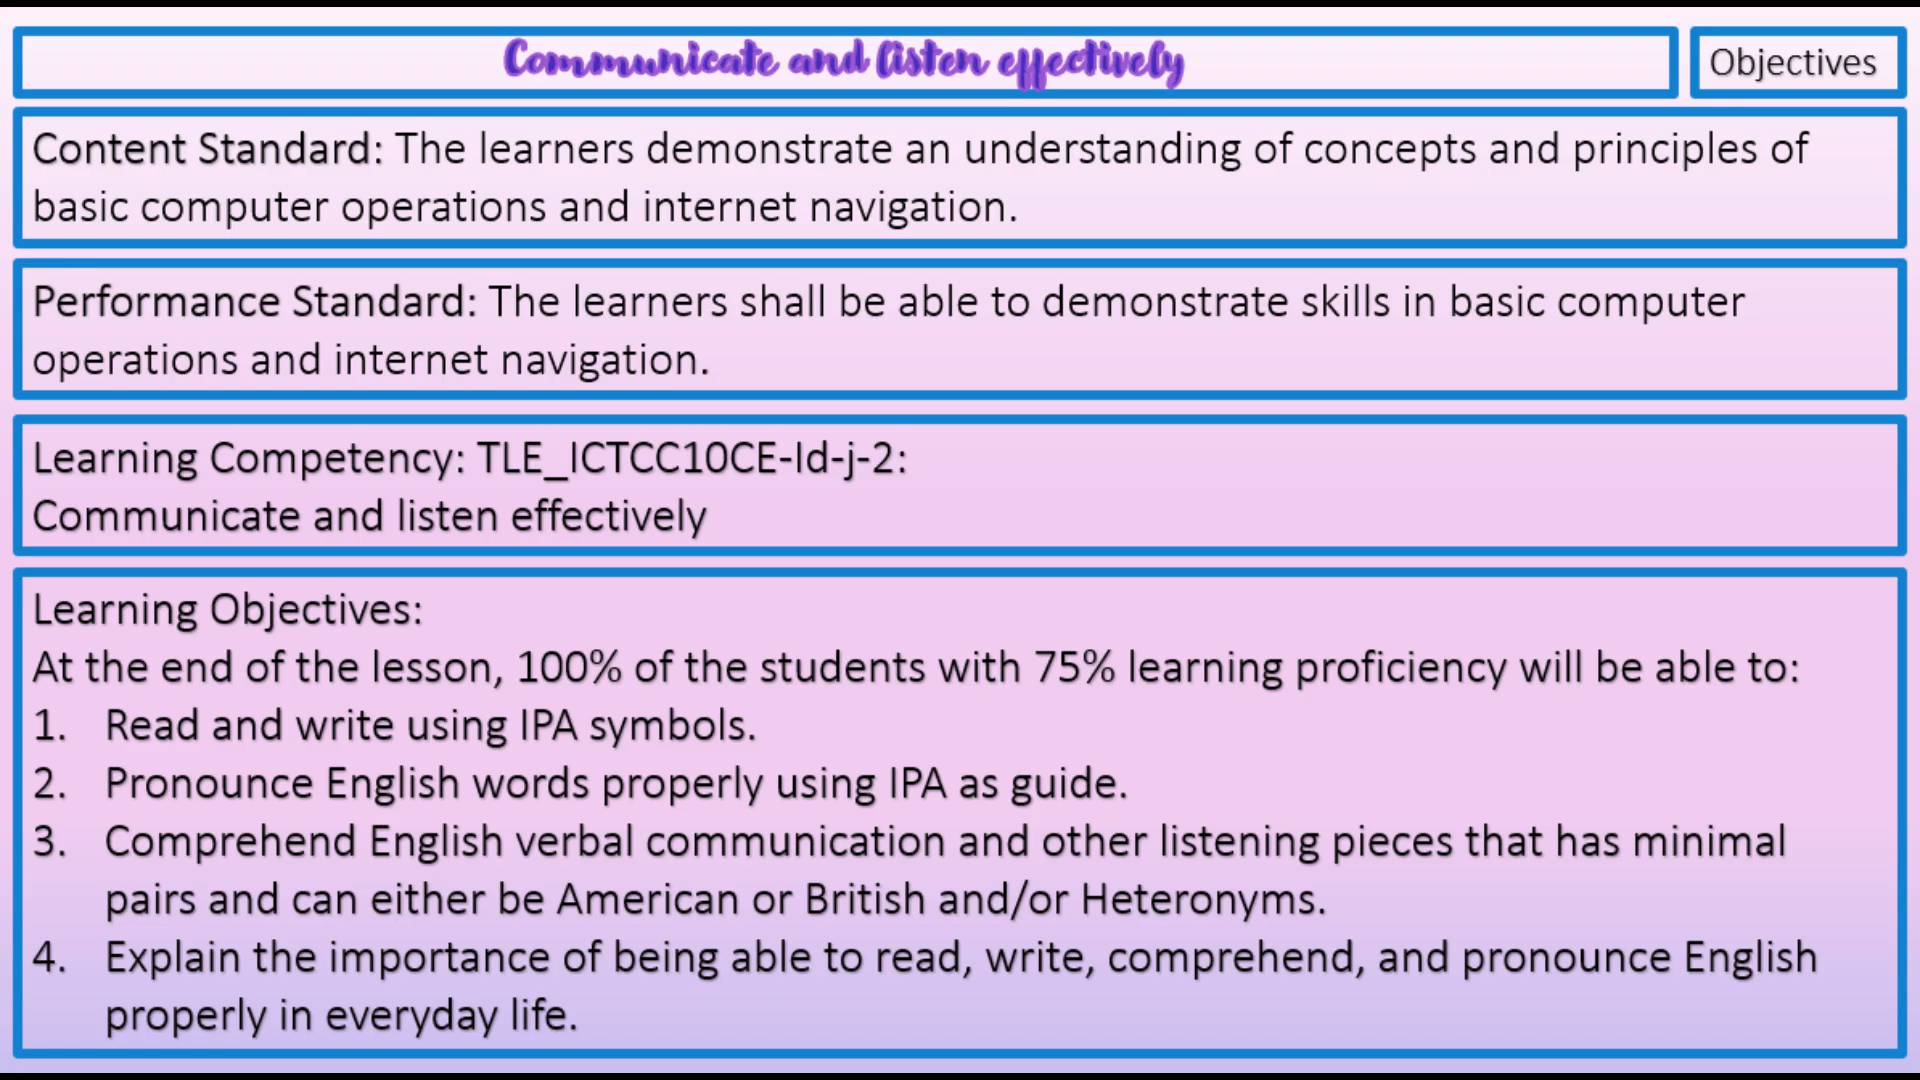 Communicate and listen effectively
Objectives
Content Standard: The learners demonstrate an understanding of concepts and principles of
basic computer operations and internet navigation.
Performance Standard: The learners shall be able to demonstrate skills in basic computer
operations and internet navigation.
Learning Competency: TLE_ICTCC10CE-Id-j-2:
Communicate and listen effectively
Learning Objectives:
At the end of the lesson, 100% of the students with 75% learning proficiency will be able to:
1. Read and write using IPA symbols.
2. Pronounce English words properly using IPA as guide.
3. Comprehend English verbal communication and other listening pieces that has minimal
pairs and can either be American or British and/or Heteronyms.
4. Explain the importance of being able to read, write, comprehend, and pronounce English
properly in everyday life.